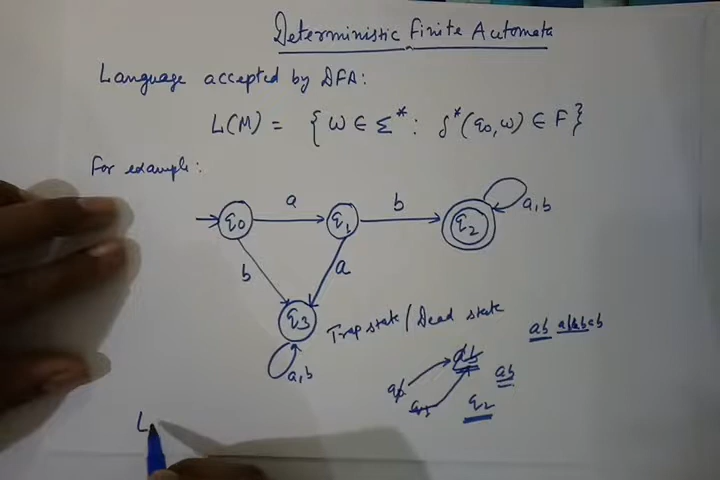 Deterministic Finite Automata
Language accepted by DFA:
L(M) = { W ∈ Σ* : δ*(q0, w) ∈ F }
For example:
q0
a
q1
b
q2
a,b
b
a
q3
a,b
Trap state / Dead state
ab
ab
ab
q2
L